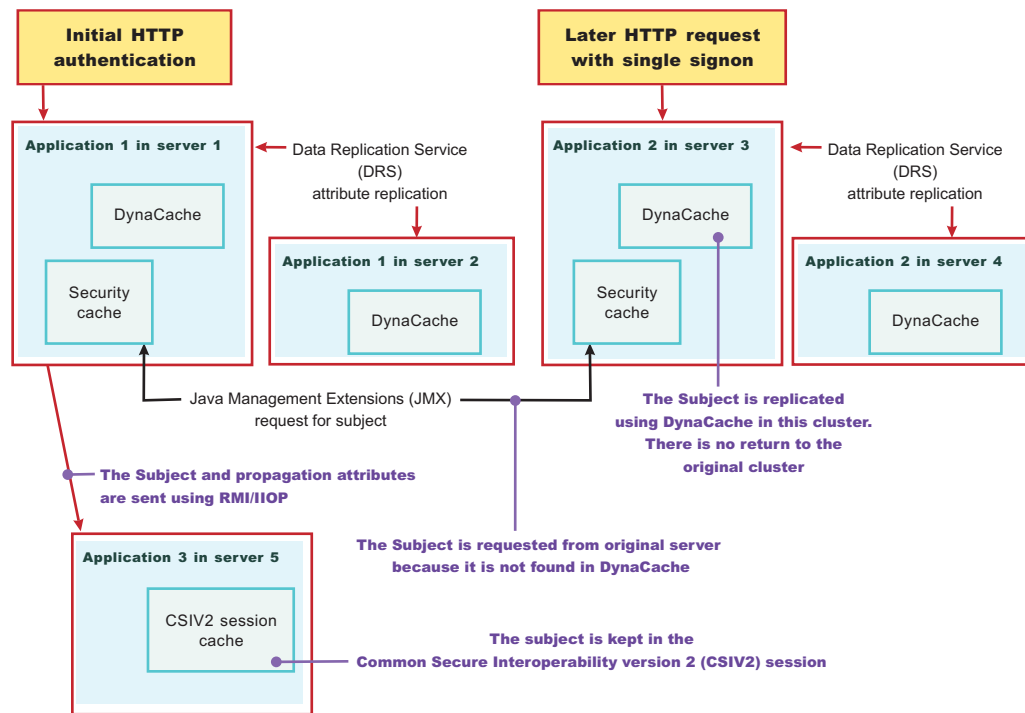 Initial HTTP
authentication
Later HTTP request
with single signon
Application 1 in server 1
DynaCache
Security
cache
Data Replication Service
(DRS)
attribute replication
Application 1 in server 2
DynaCache
Application 2 in server 3
DynaCache
Security
cache
Data Replication Service
(DRS)
attribute replication
Application 2 in server 4
DynaCache
Java Management Extensions (JMX)
request for subject
The Subject is replicated
using DynaCache in this cluster.
There is no return to the
original cluster
The Subject and propagation attributes
are sent using RMI/IIOP
The Subject is requested from original server
because it is not found in DynaCache
Application 3 in server 5
CSIV2 session
cache
The subject is kept in the
Common Secure Interoperability version 2 (CSIV2) session